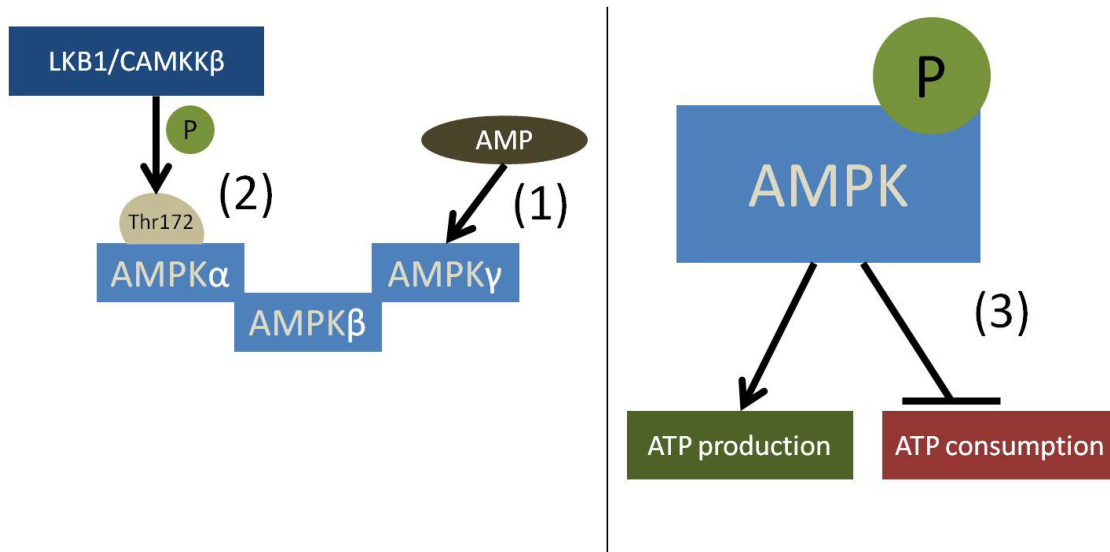 LKB1/CAMKKβ
P
AMP
(2)
(1)
Thr172
AMPKα
AMPKγ
AMPKβ
P
AMPK
(3)
ATP production
ATP consumption